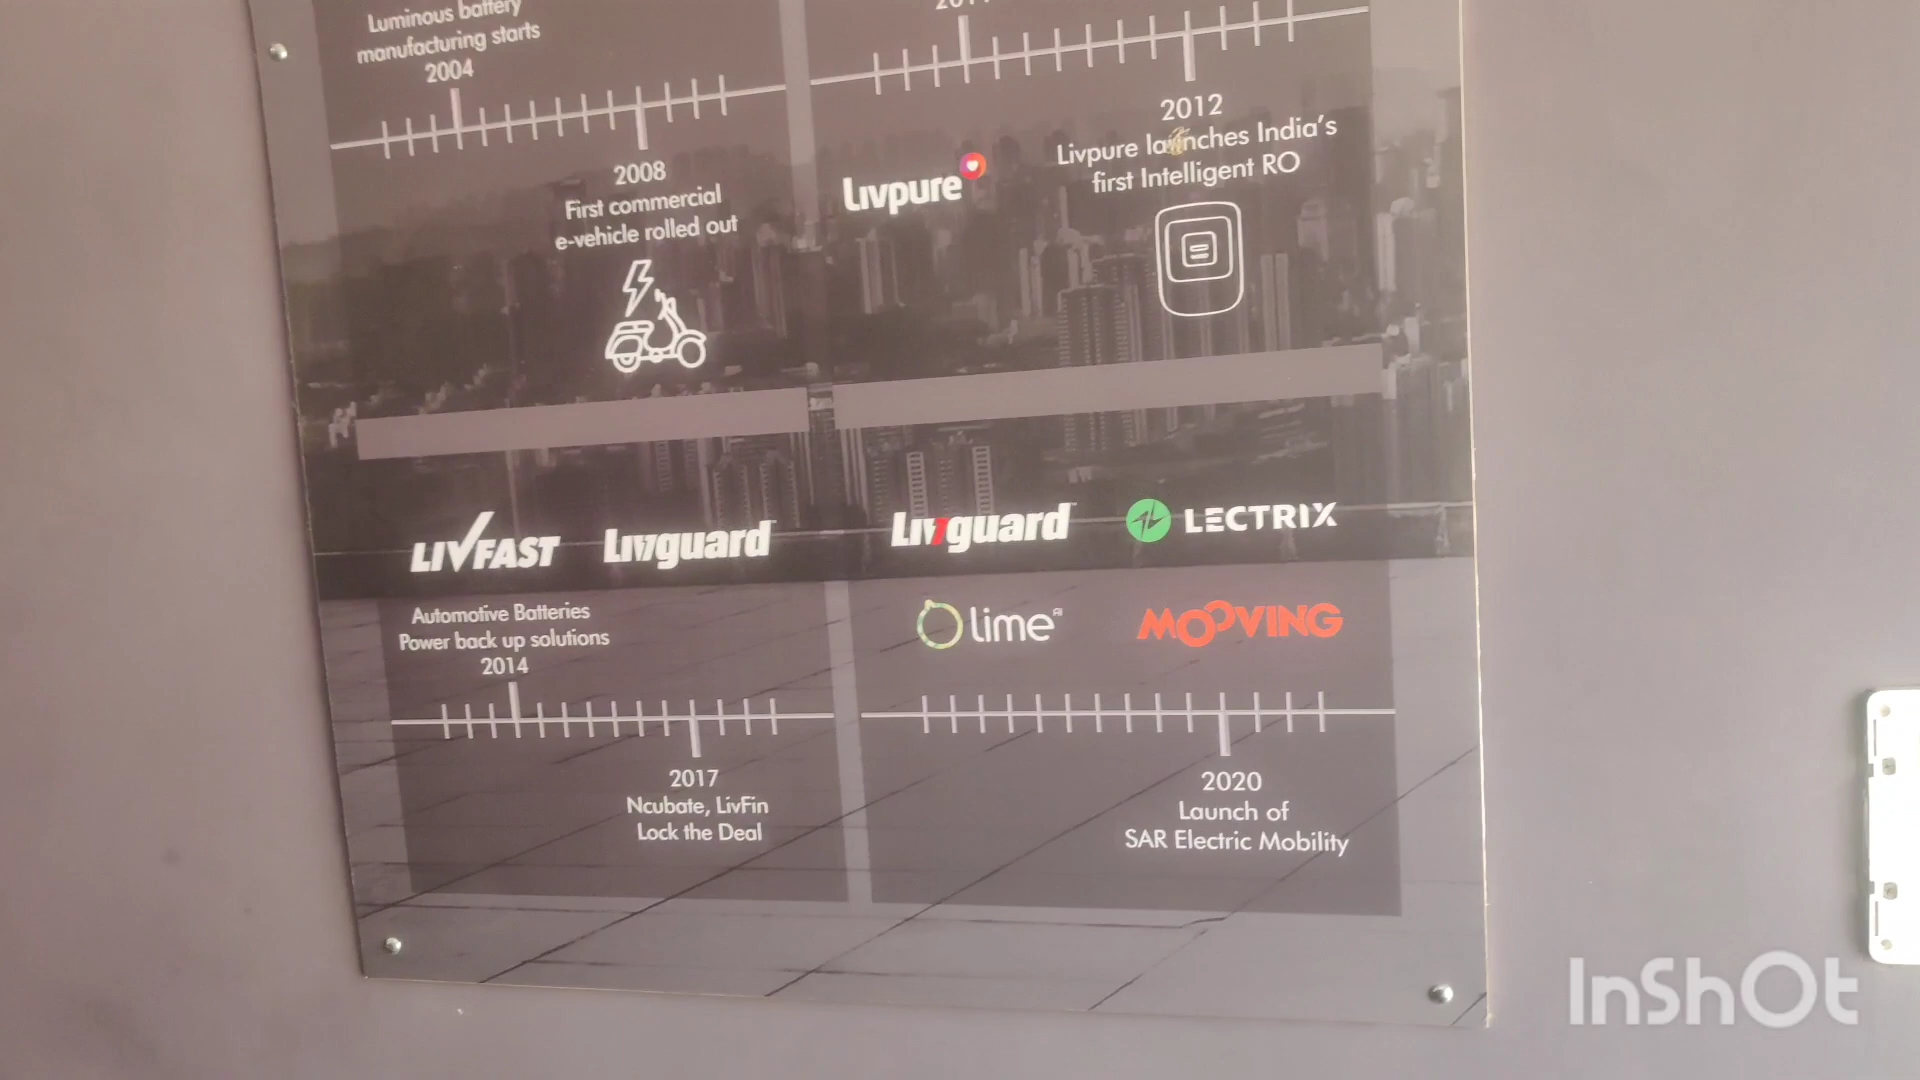 Luminous battery
manufacturing starts
2004
2008
First commercial
e-vehicle rolled out
Livpure
2012
Livpure launches India's
first Intelligent RO
LIVFAST
Livguard
Automotive Batteries
Power back up solutions
2014
2017
Ncubate, LivFin
Lock the Deal
Livguard
LECTRIX
lime AI
MOOVING
2020
Launch of
SAR Electric Mobility
InShOt